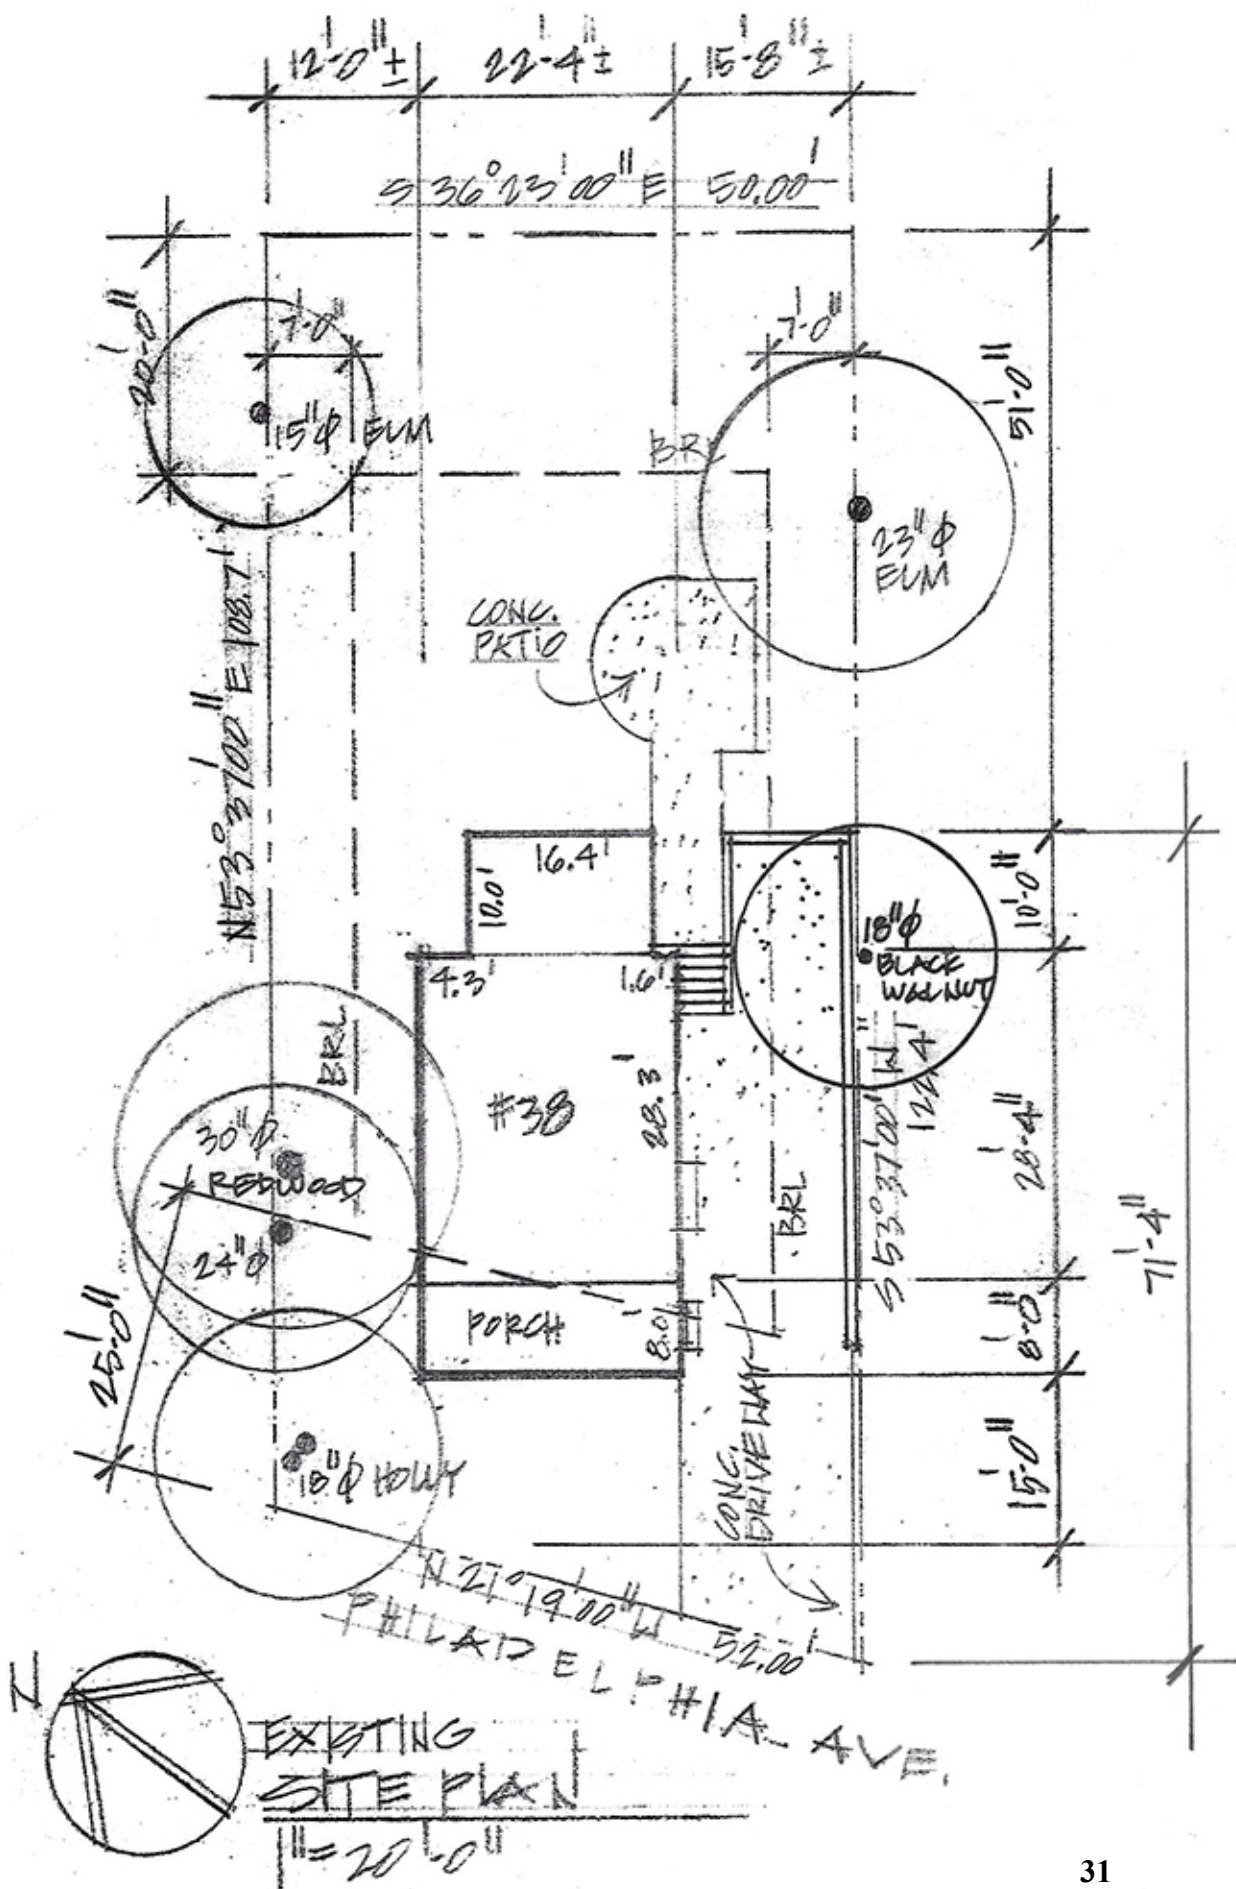 12'-0"± 22'-4"± 15'-8"±
S 36°23'00" E 50.00'
20'-0"
7'-0"
7'-0"
51'-0"
15"φ ELM
BRL
23"φ
ELM
N53°37'00" E 108.7'
CONC.
PATIO
16.4'
10.0'
10'-0"
18"φ
BLACK
WALNUT
4.3'
1.6'
BRL
#38
28.3'
S 53°37'00" W
122.4'
28'-4"
71'-4"
30"φ
REDWOOD
24"φ
BRL
25'-0"
PORCH
8.0'
8'-0"
CONC.
DRIVEWAY
15'-0"
18"φ HOLLY
N 21°19'00" W 52.00'
PHILADELPHIA AVE.
N
EXISTING
SITE PLAN
1"=20'-0"
31